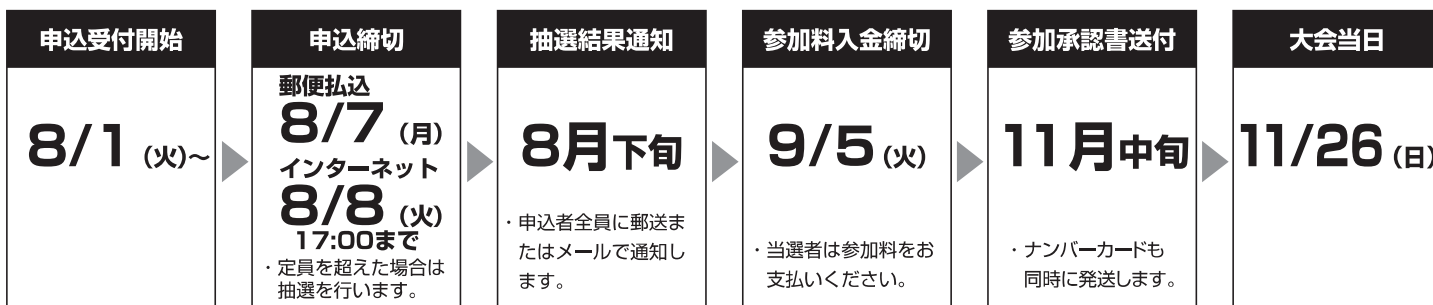 申込受付開始
8/1（火）～
申込締切
郵便払込
8/7（月）
インターネット
8/8（火）
17:00まで
・定員を超えた場合は
抽選を行います。
抽選結果通知
8月下旬
・申込者全員に郵送ま
たはメールで通知し
ます。
参加料入金締切
9/5（火）
・当選者は参加料をお
支払いください。
参加承認書送付
11月中旬
・ナンバーカードも
同時に発送します。
大会当日
11/26（日）